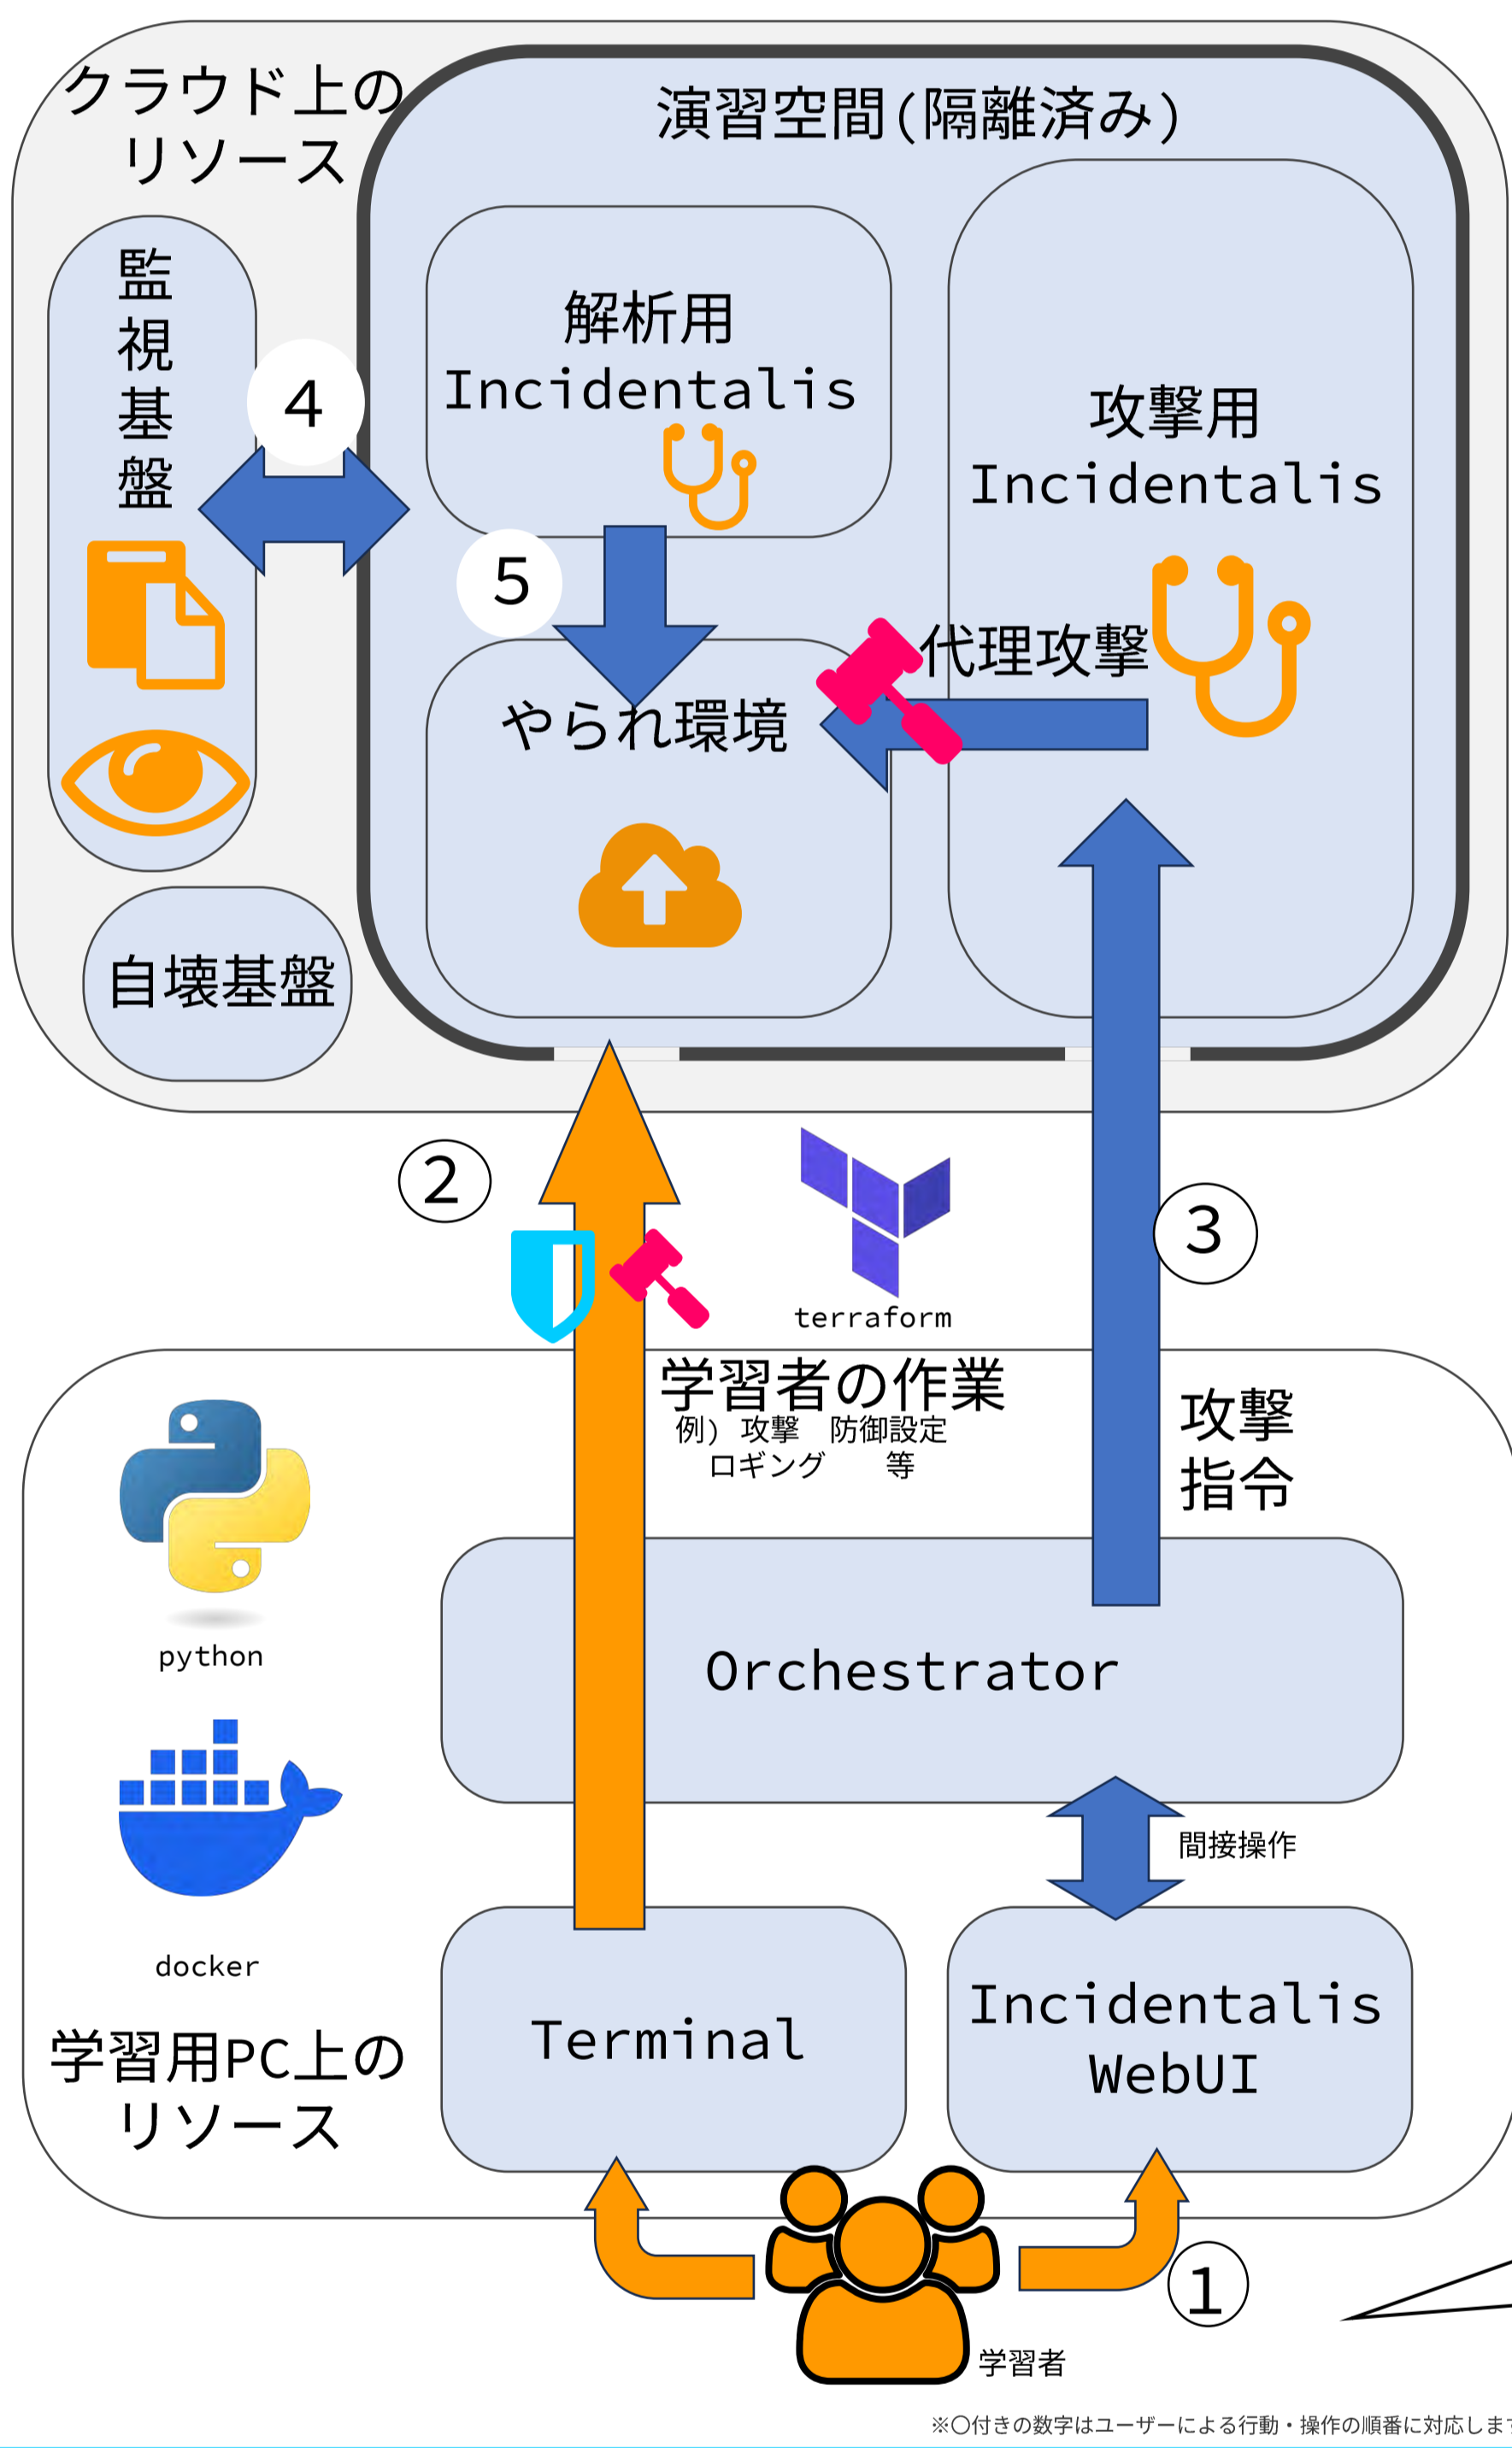 クラウド上の
リソース
演習空間(隔離済み)
監視基盤
4
解析用
Incidentalis
攻撃用
Incidentalis
5
代理攻撃
やられ環境
自壊基盤
2
3
terraform
学習者の作業
例) 攻撃　防御設定
ロギング　　等
攻撃
指令
python
Orchestrator
間接操作
docker
Terminal
Incidentalis
WebUI
学習用PC上の
リソース
1
学習者
※〇付きの数字はユーザーによる行動・操作の順番に対応しま